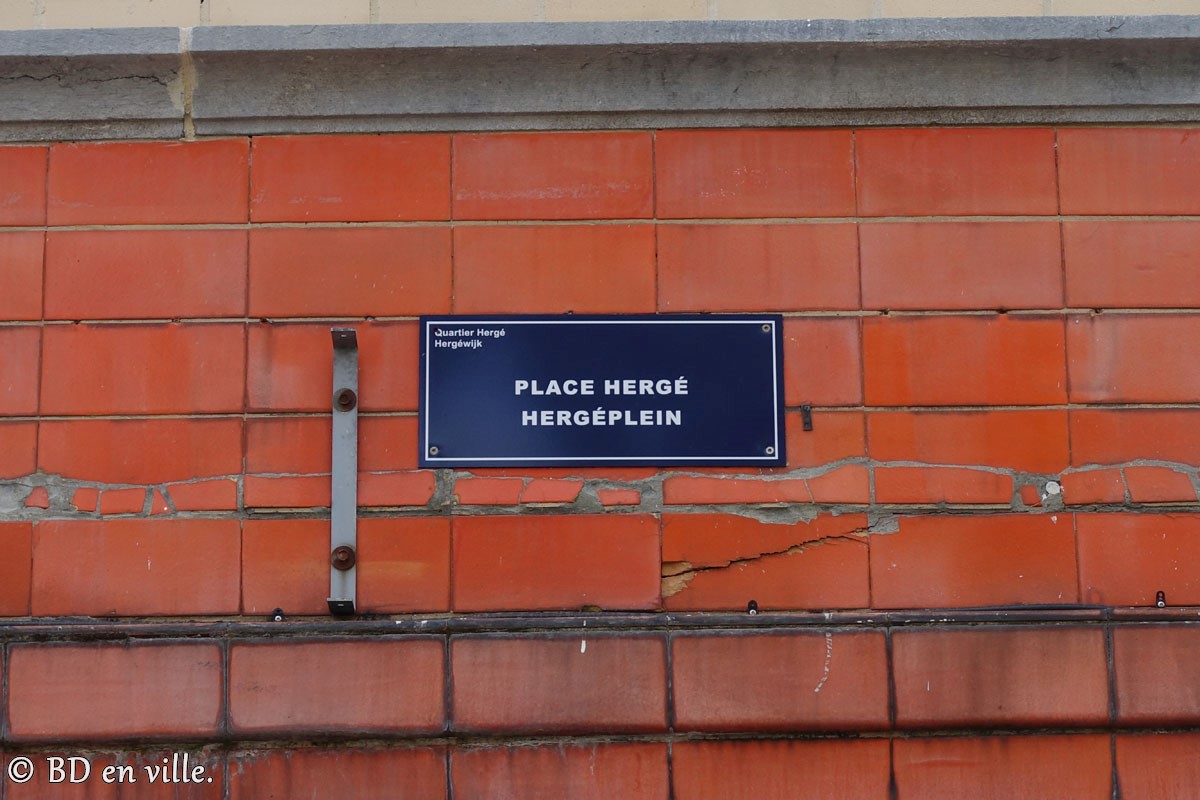 Quartier Hergé
Hergéwijk
PLACE HERGÉ
HERGÉPLEIN
© BD en ville.